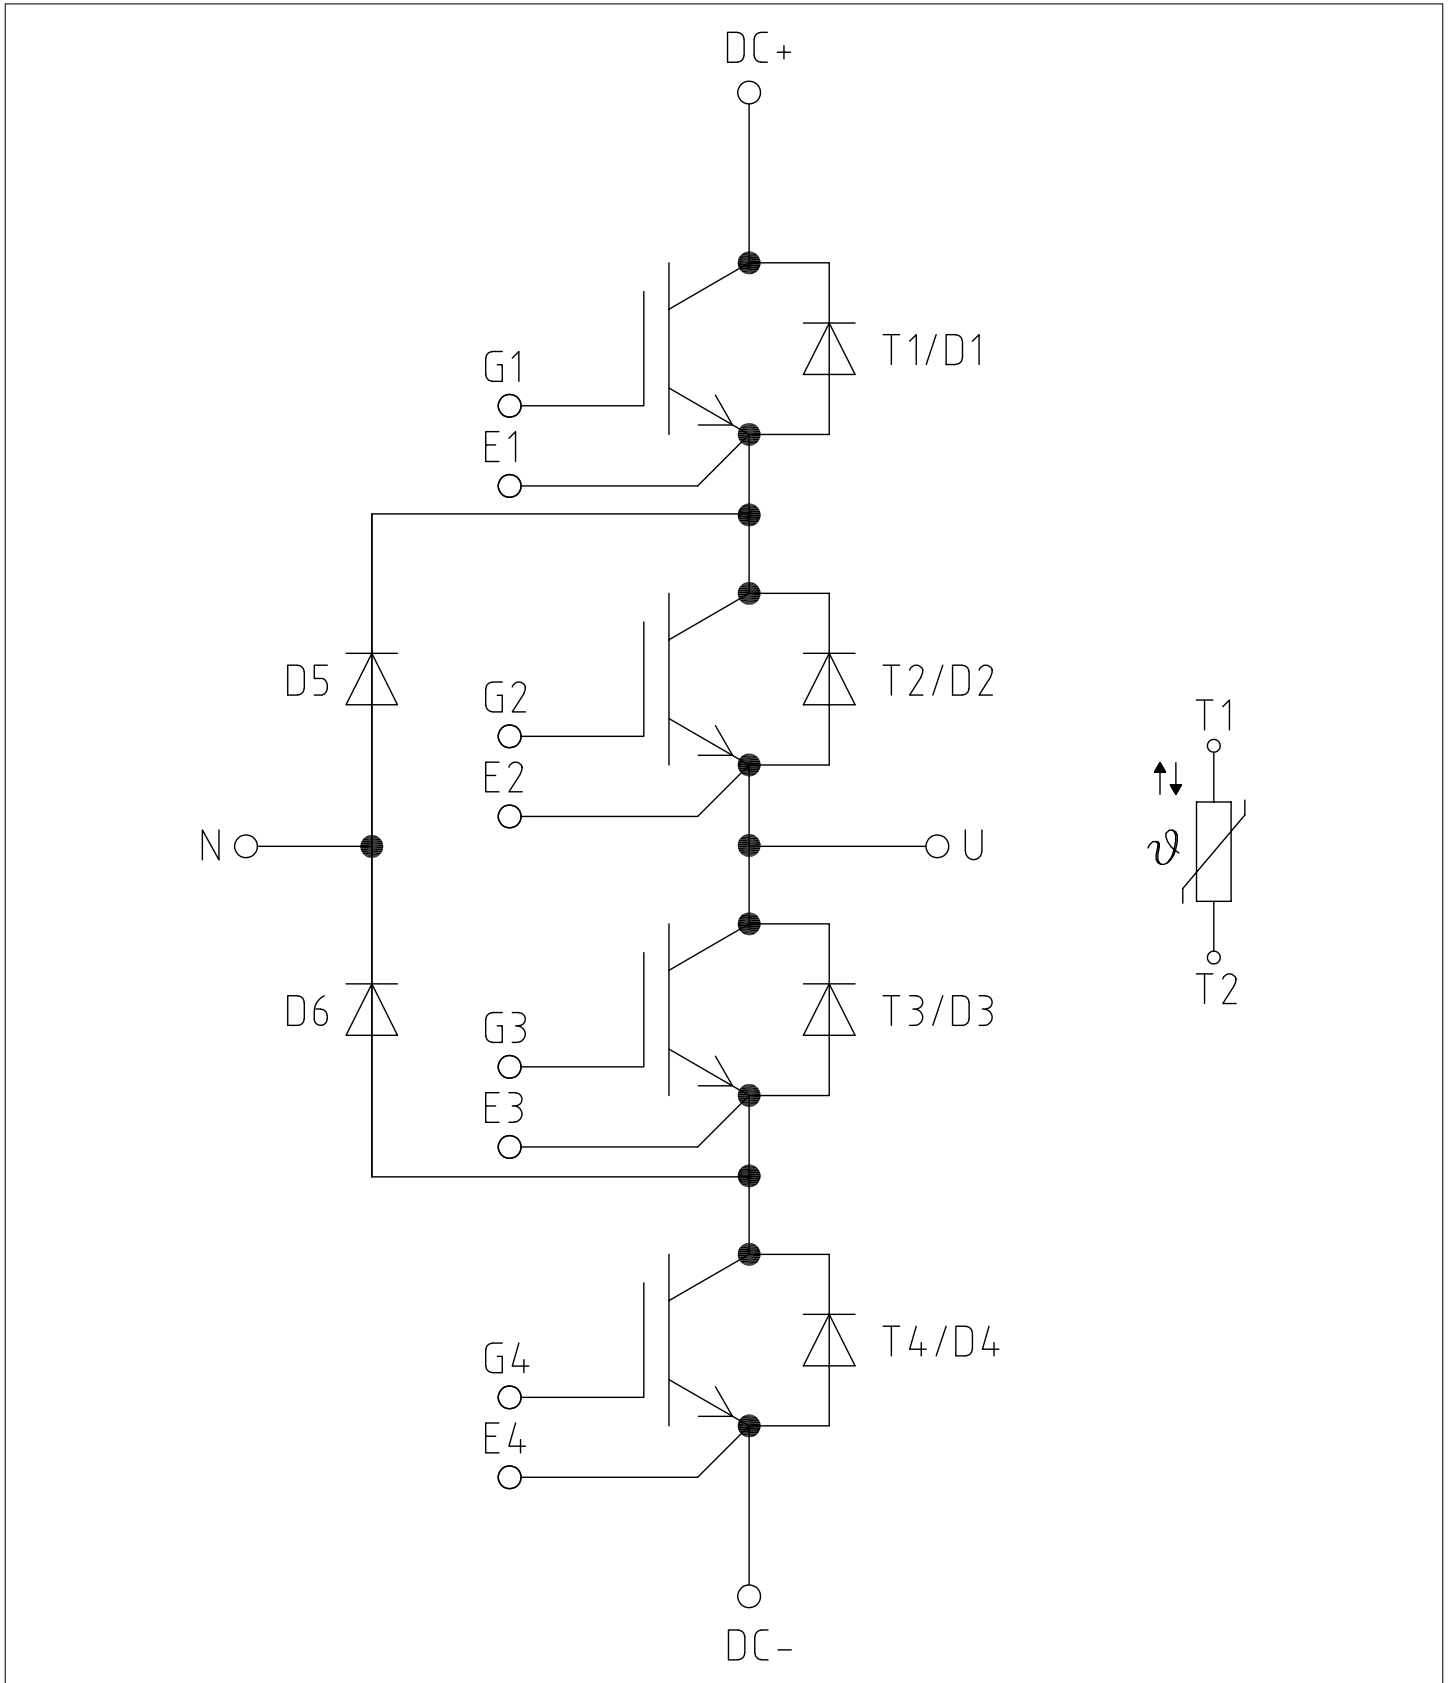 DC+
G1
T1/D1
E1
D5
G2
T2/D2
E2
T1
N
U
ϑ
D6
G3
T3/D3
T2
E3
G4
T4/D4
E4
DC-